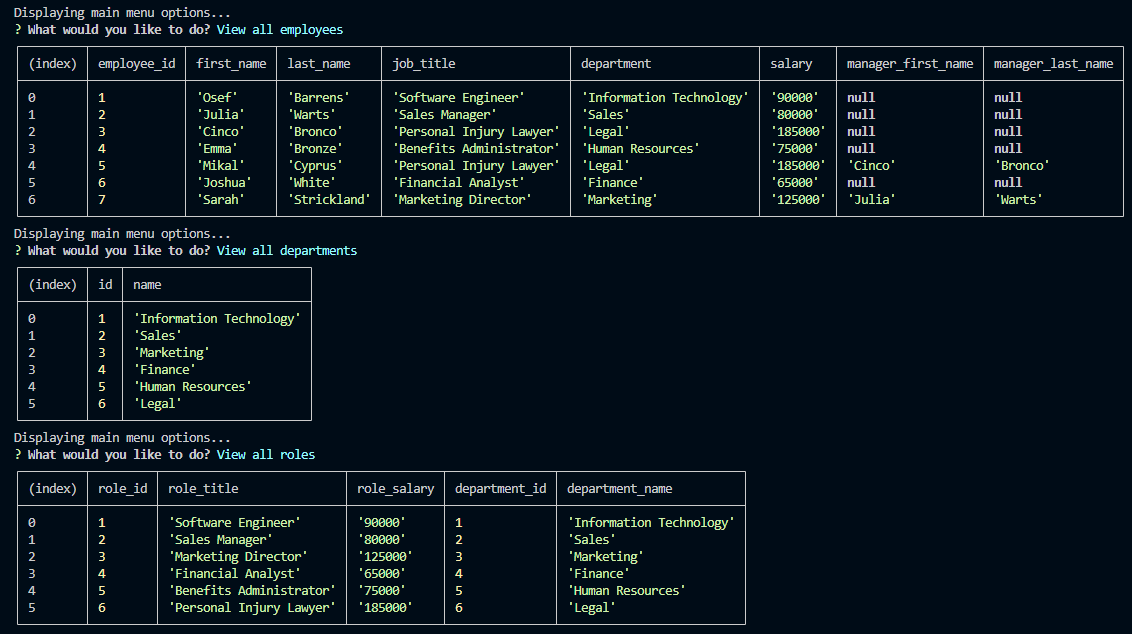 Displaying main menu options...
? What would you like to do? View all employees
(index) employee_id first_name last_name job_title department salary manager_first_name manager_last_name
0 1 'Osef' 'Barrens' 'Software Engineer' 'Information Technology' '90000' null null
1 2 'Julia' 'Warts' 'Sales Manager' 'Sales' '80000' null null
2 3 'Cinco' 'Bronco' 'Personal Injury Lawyer' 'Legal' '185000' null null
3 4 'Emma' 'Bronze' 'Benefits Administrator' 'Human Resources' '75000' null null
4 5 'Mikal' 'Cyprus' 'Personal Injury Lawyer' 'Legal' '185000' 'Cinco' 'Bronco'
5 6 'Joshua' 'White' 'Financial Analyst' 'Finance' '65000' null null
6 7 'Sarah' 'Strickland' 'Marketing Director' 'Marketing' '125000' 'Julia' 'Warts'
Displaying main menu options...
? What would you like to do? View all departments
(index) id name
0 1 'Information Technology'
1 2 'Sales'
2 3 'Marketing'
3 4 'Finance'
4 5 'Human Resources'
5 6 'Legal'
Displaying main menu options...
? What would you like to do? View all roles
(index) role_id role_title role_salary department_id department_name
0 1 'Software Engineer' '90000' 1 'Information Technology'
1 2 'Sales Manager' '80000' 2 'Sales'
2 3 'Marketing Director' '125000' 3 'Marketing'
3 4 'Financial Analyst' '65000' 4 'Finance'
4 5 'Benefits Administrator' '75000' 5 'Human Resources'
5 6 'Personal Injury Lawyer' '185000' 6 'Legal'